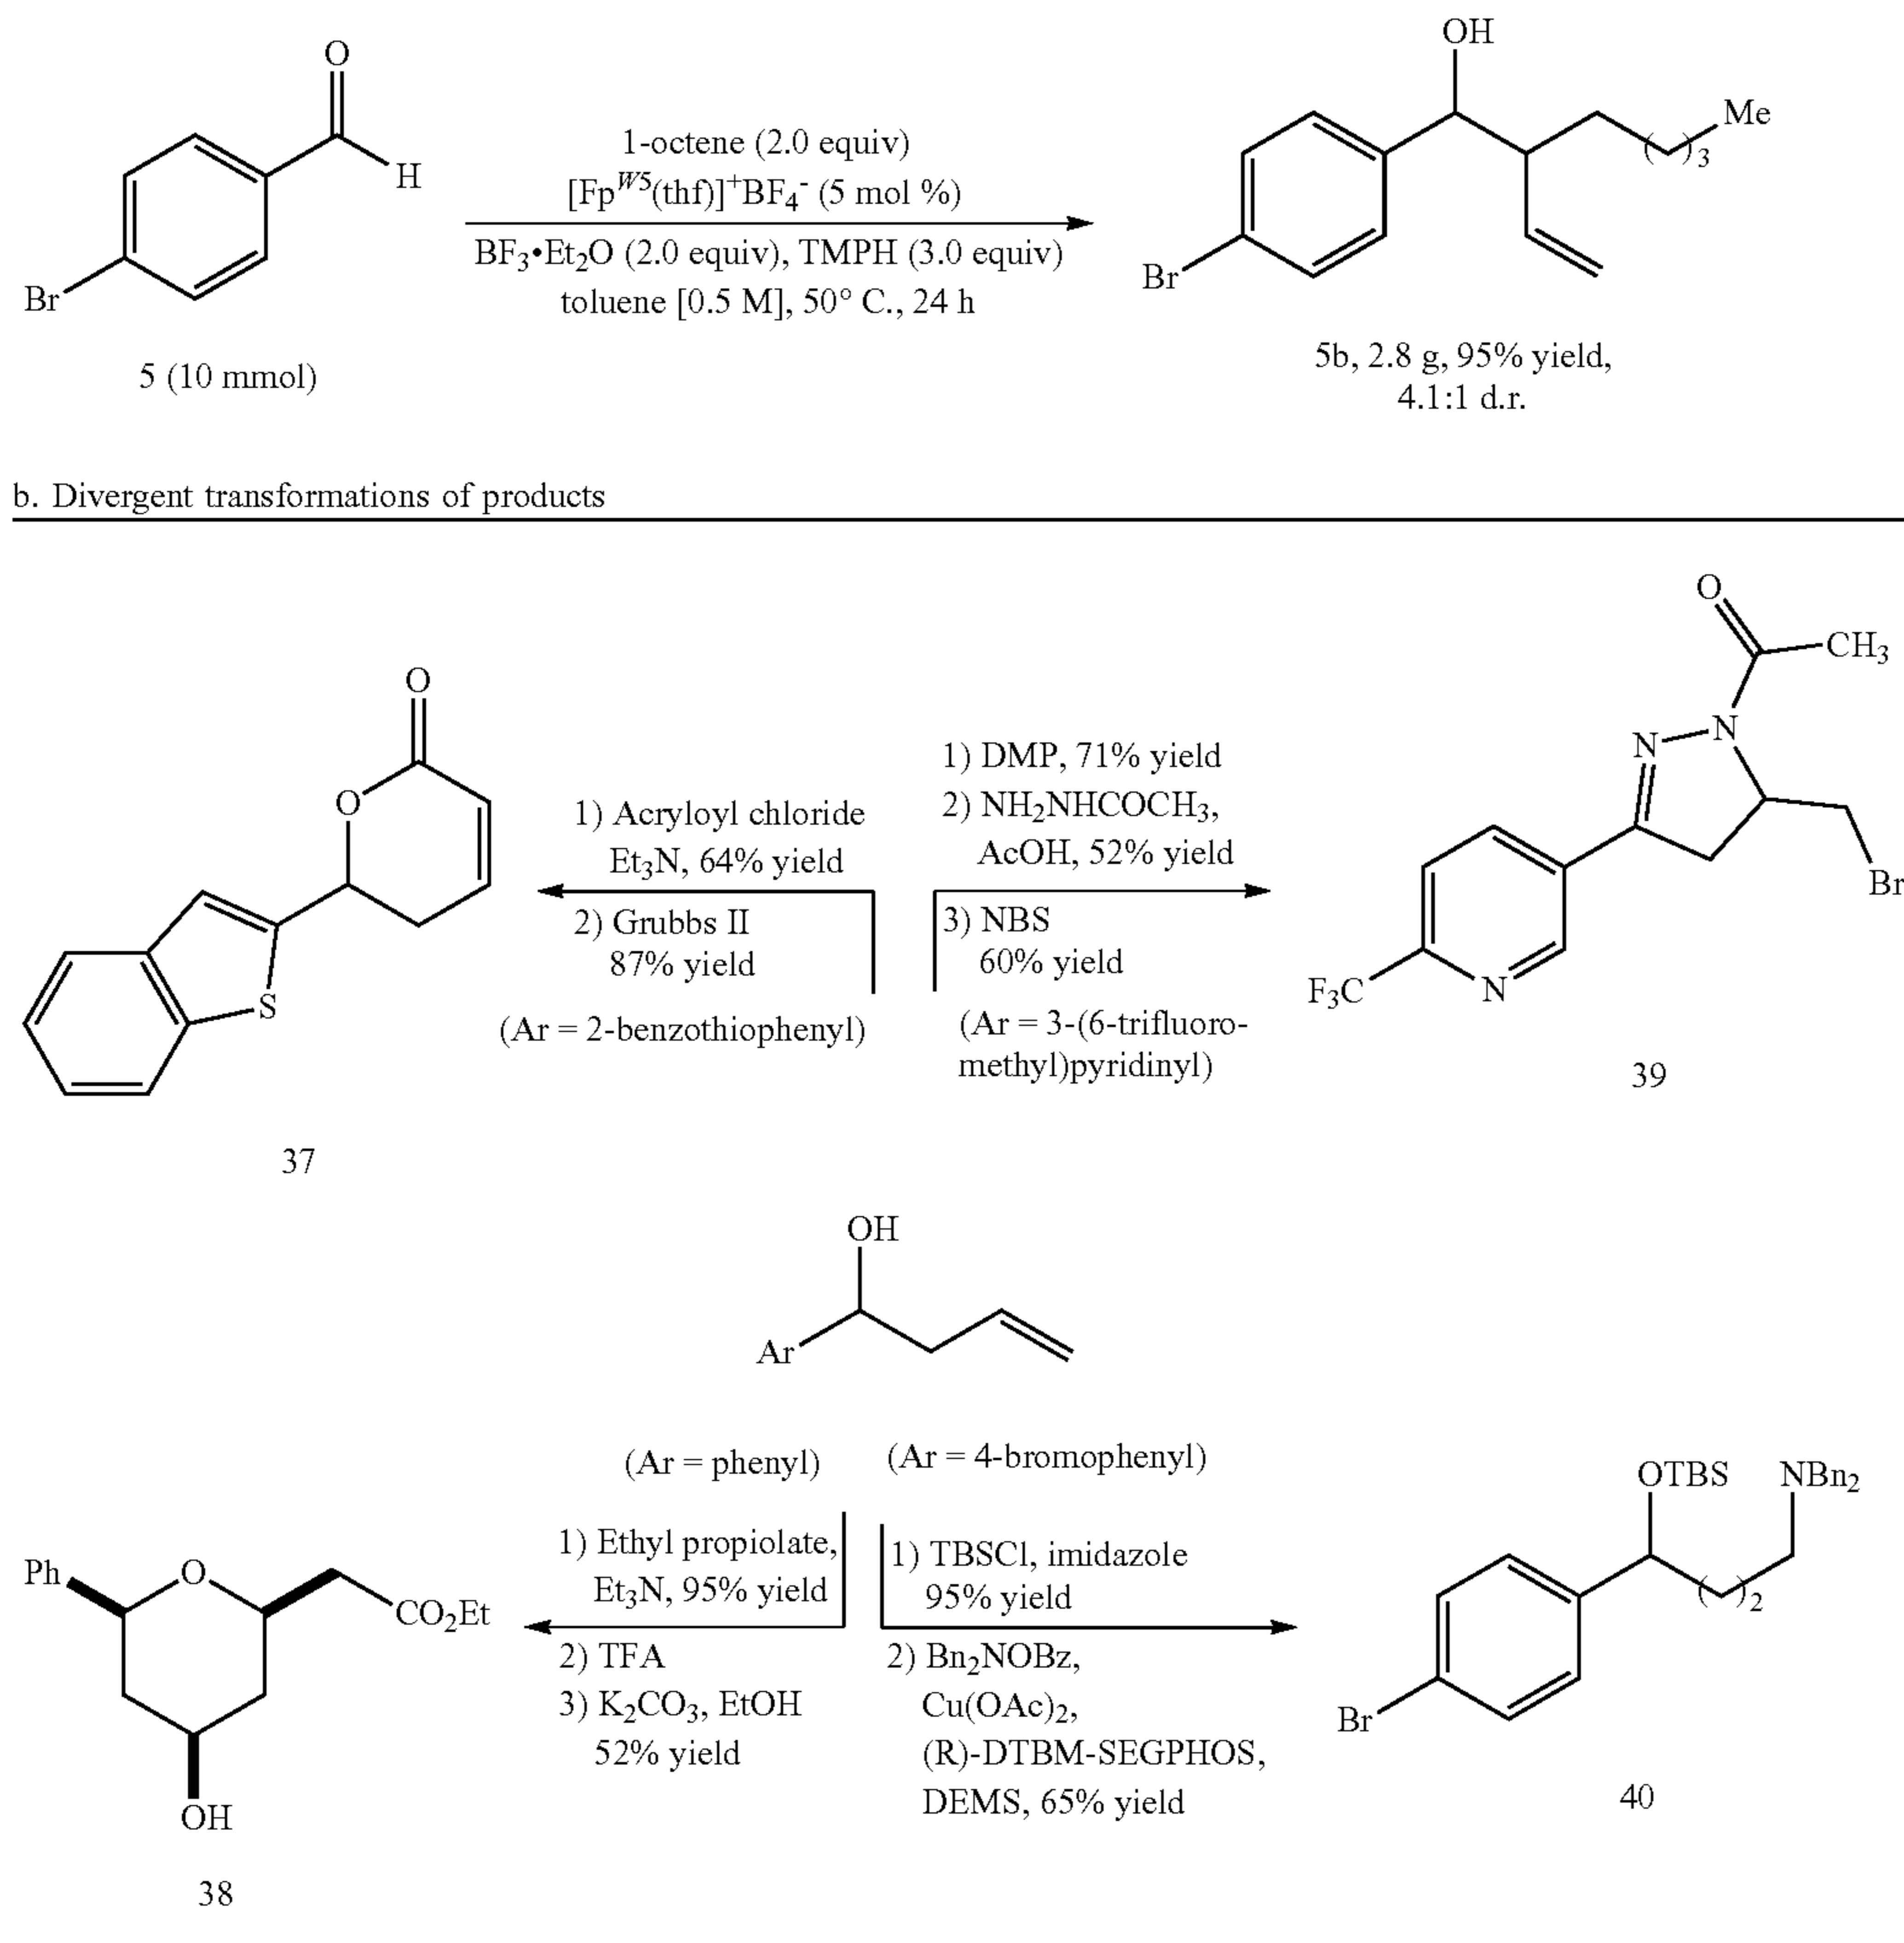 O
H
Br
5 (10 mmol)
1-octene (2.0 equiv)
[Fp^W5(thf)]⁺BF₄⁻ (5 mol %)
BF₃•Et₂O (2.0 equiv), TMPH (3.0 equiv)
toluene [0.5 M], 50° C., 24 h
OH
Me
( )₃
Br
5b, 2.8 g, 95% yield,
4.1:1 d.r.
b. Divergent transformations of products
O
O
S
37
1) Acryloyl chloride
Et₃N, 64% yield
2) Grubbs II
87% yield
(Ar = 2-benzothiophenyl)
1) DMP, 71% yield
2) NH₂NHCOCH₃,
AcOH, 52% yield
3) NBS
60% yield
(Ar = 3-(6-trifluoro-
methyl)pyridinyl)
O
CH₃
N
N
Br
F₃C
N
39
OH
Ar
(Ar = phenyl)
1) Ethyl propiolate,
Et₃N, 95% yield
2) TFA
3) K₂CO₃, EtOH
52% yield
Ph
O
CO₂Et
OH
38
(Ar = 4-bromophenyl)
1) TBSCl, imidazole
95% yield
2) Bn₂NOBz,
Cu(OAc)₂,
(R)-DTBM-SEGPHOS,
DEMS, 65% yield
OTBS
NBn₂
( )₂
Br
40